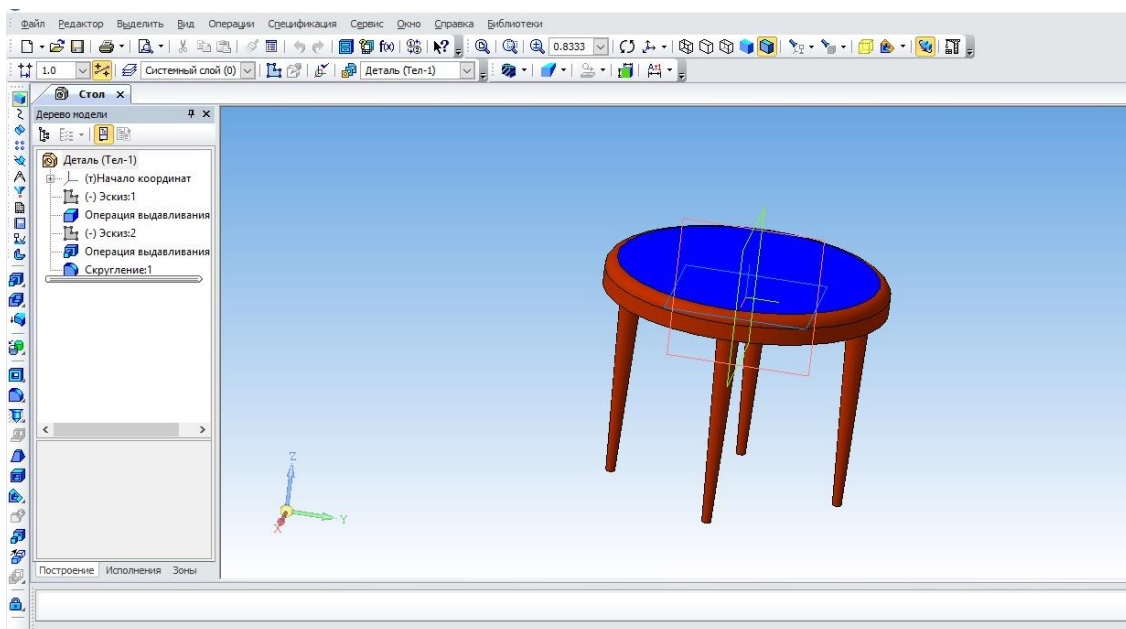 Файл Редактор Выделить Вид Операции Спецификация Сервис Окно Справка Библиотеки
f(x) 0.8333
1.0 Системный слой (0) Деталь (Тел-1)
Стол
Дерево модели
Деталь (Тел-1)
(т)Начало координат
(-) Эскиз:1
Операция выдавливания
(-) Эскиз:2
Операция выдавливания
Скругление:1
Z
Y
X
Построение Исполнения Зоны